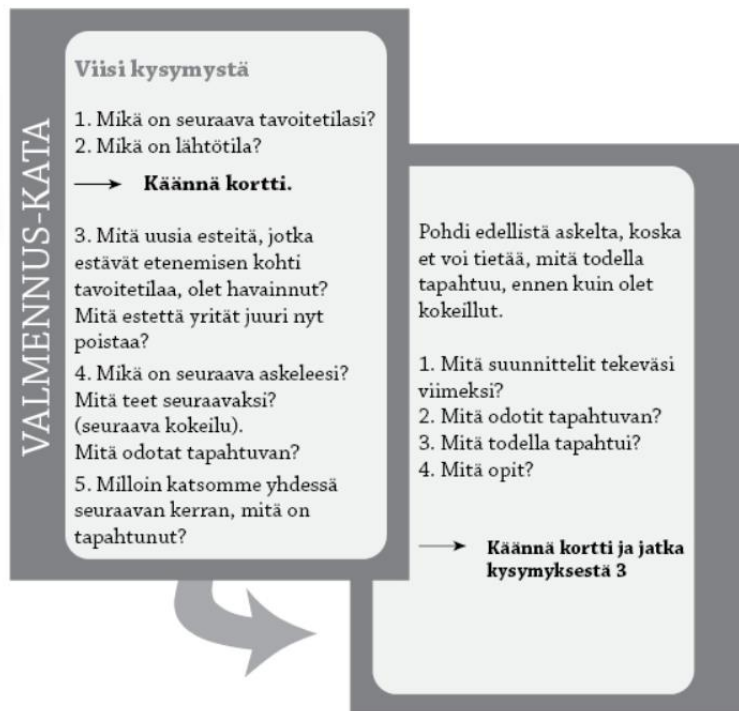 VALMENNUS-KATA
Viisi kysymystä
1. Mikä on seuraava tavoitetilasi?
2. Mikä on lähtötila?
Käännä kortti.
3. Mitä uusia esteitä, jotka
estävät etenemisen kohti
tavoitetilaa, olet havainnut?
Mitä estettä yrität juuri nyt
poistaa?
4. Mikä on seuraava askeleesi?
Mitä teet seuraavaksi?
(seuraava kokeilu).
Mitä odotat tapahtuvan?
5. Milloin katsomme yhdessä
seuraavan kerran, mitä on
tapahtunut?
Pohdi edellistä askelta, koska
et voi tietää, mitä todella
tapahtuu, ennen kuin olet
kokeillut.
1. Mitä suunnittelit tekeväsi
viimeksi?
2. Mitä odotit tapahtuvan?
3. Mitä todella tapahtui?
4. Mitä opit?
Käännä kortti ja jatka
kysymyksestä 3